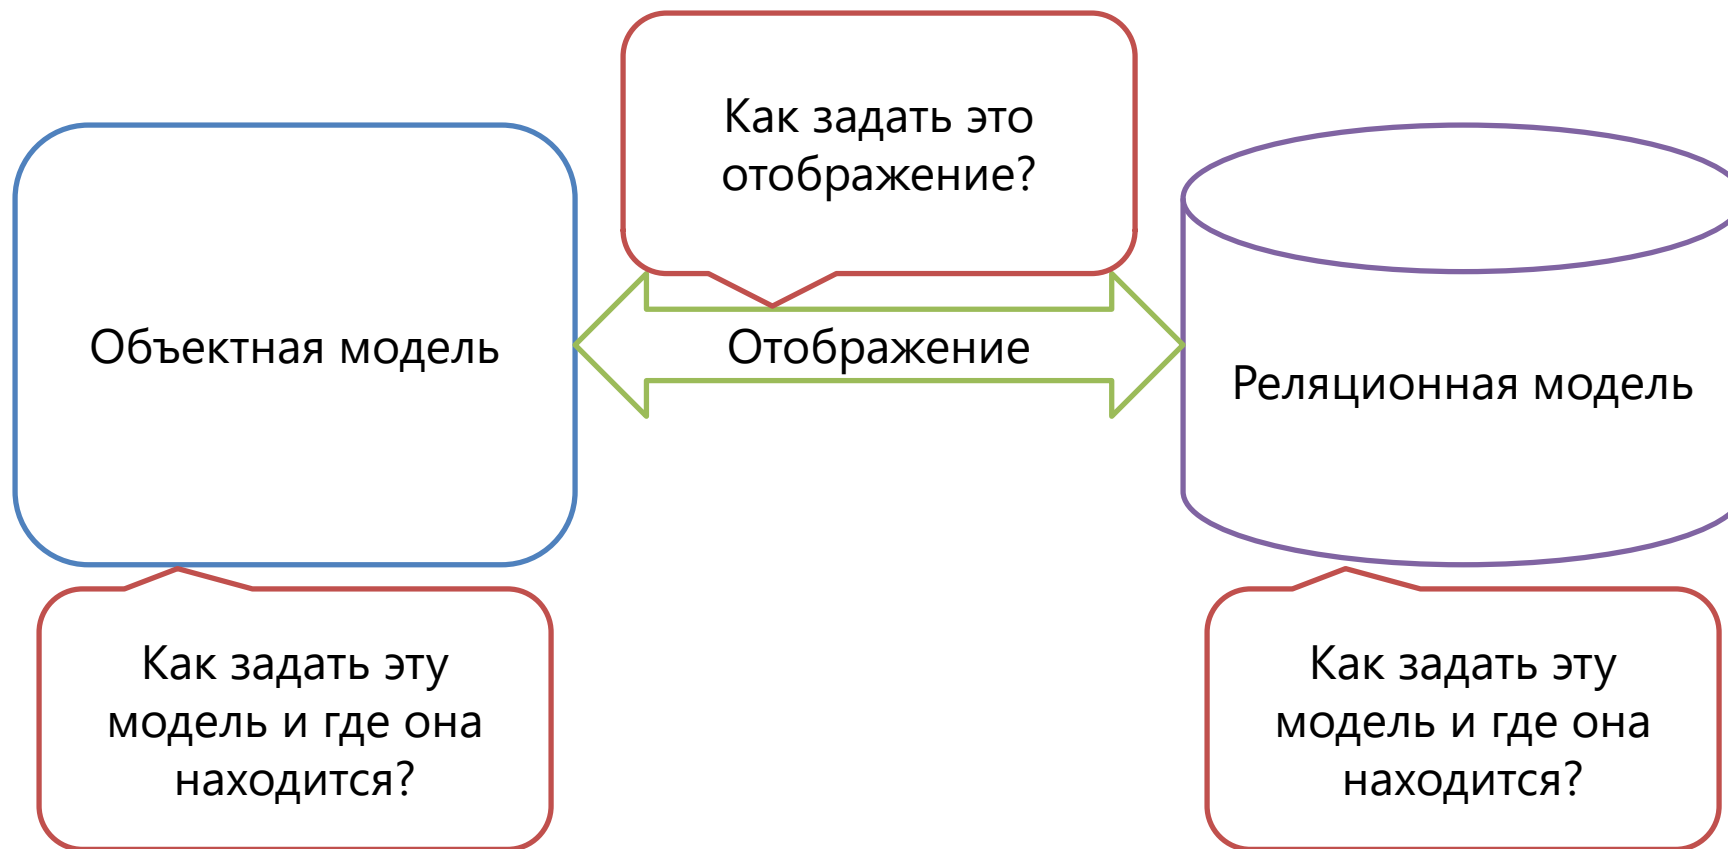 Как задать это
отображение?
Объектная модель
Отображение
Реляционная модель
Как задать эту
модель и где она
находится?
Как задать эту
модель и где она
находится?